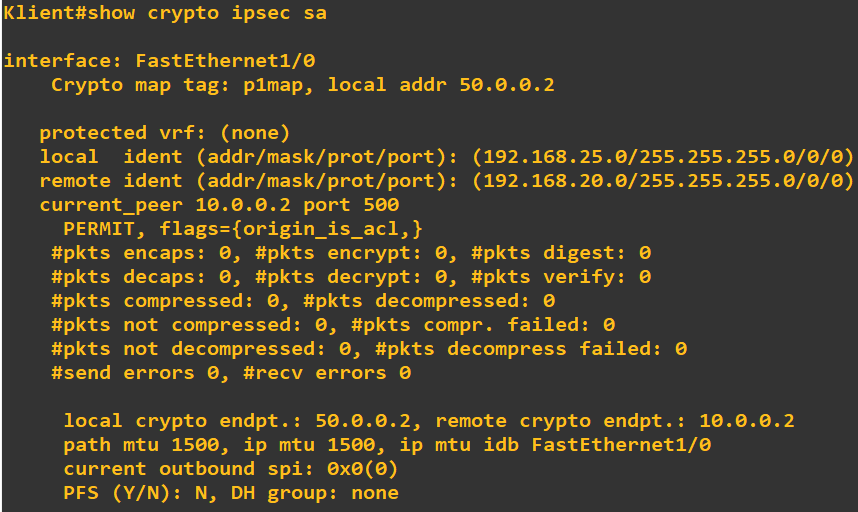 Klient#show crypto ipsec sa
interface: FastEthernet1/0
Crypto map tag: p1map, local addr 50.0.0.2
protected vrf: (none)
local  ident (addr/mask/prot/port): (192.168.25.0/255.255.255.0/0/0)
remote ident (addr/mask/prot/port): (192.168.20.0/255.255.255.0/0/0)
current_peer 10.0.0.2 port 500
PERMIT, flags={origin_is_acl,}
#pkts encaps: 0, #pkts encrypt: 0, #pkts digest: 0
#pkts decaps: 0, #pkts decrypt: 0, #pkts verify: 0
#pkts compressed: 0, #pkts decompressed: 0
#pkts not compressed: 0, #pkts compr. failed: 0
#pkts not decompressed: 0, #pkts decompress failed: 0
#send errors 0, #recv errors 0
local crypto endpt.: 50.0.0.2, remote crypto endpt.: 10.0.0.2
path mtu 1500, ip mtu 1500, ip mtu idb FastEthernet1/0
current outbound spi: 0x0(0)
PFS (Y/N): N, DH group: none